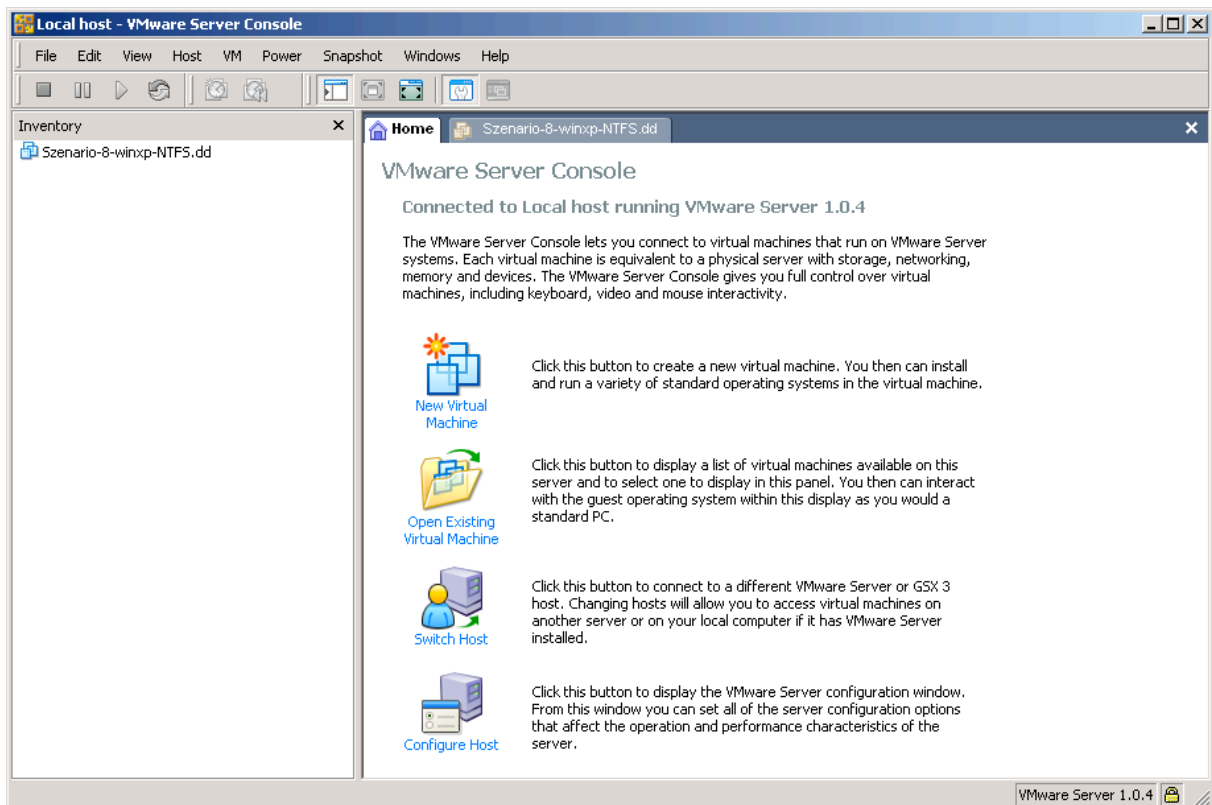 Local host - VMware Server Console
File Edit View Host VM Power Snapshot Windows Help
Inventory
Szenario-8-winxp-NTFS.dd
Home
Szenario-8-winxp-NTFS.dd
VMware Server Console
Connected to Local host running VMware Server 1.0.4
The VMware Server Console lets you connect to virtual machines that run on VMware Server
systems. Each virtual machine is equivalent to a physical server with storage, networking,
memory and devices. The VMware Server Console gives you full control over virtual
machines, including keyboard, video and mouse interactivity.
New Virtual
Machine
Click this button to create a new virtual machine. You then can install
and run a variety of standard operating systems in the virtual machine.
Open Existing
Virtual Machine
Click this button to display a list of virtual machines available on this
server and to select one to display in this panel. You then can interact
with the guest operating system within this display as you would a
standard PC.
Switch Host
Click this button to connect to a different VMware Server or GSX 3
host. Changing hosts will allow you to access virtual machines on
another server or on your local computer if it has VMware Server
installed.
Configure Host
Click this button to display the VMware Server configuration window.
From this window you can set all of the server configuration options
that affect the operation and performance characteristics of the
server.
VMware Server 1.0.4